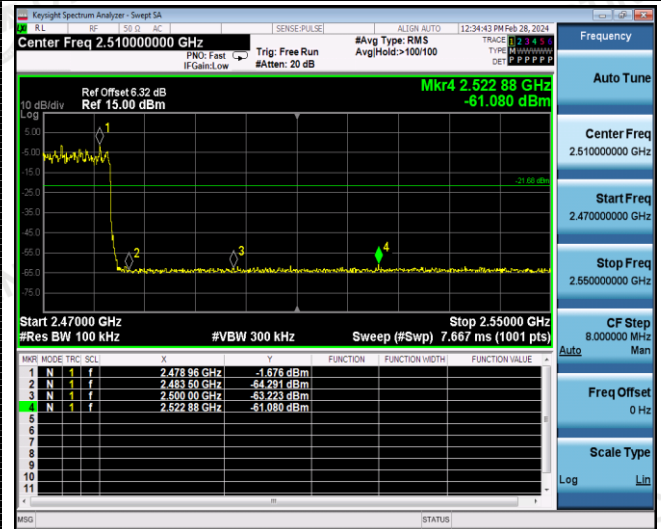 Keysight Spectrum Analyzer - Swept SA
RL RF 50 Ω AC SENSE:PULSE ALIGN AUTO 12:34:43 PM Feb 28, 2024
Center Freq 2.510000000 GHz
PNO: Fast
IFGain:Low
Trig: Free Run
#Atten: 20 dB
#Avg Type: RMS
Avg|Hold:>100/100
TRACE 1 2 3 4 5 6
TYPE M WWWWW
DET P P P P P P
Frequency
Auto Tune
Center Freq
2.510000000 GHz
Start Freq
2.470000000 GHz
Stop Freq
2.550000000 GHz
CF Step
8.000000 MHz
Auto Man
Freq Offset
0 Hz
Scale Type
Log Lin
Mkr4 2.522 88 GHz
-61.080 dBm
Ref Offset 6.32 dB
10 dB/div Ref 15.00 dBm
Log
5.00
-5.00
-15.0
-25.0
-35.0
-45.0
-55.0
-65.0
-75.0
1
2
3
4
-21.68 dBm
Start 2.47000 GHz Stop 2.55000 GHz
#Res BW 100 kHz #VBW 300 kHz Sweep (#Swp) 7.667 ms (1001 pts)
MKR MODE TRC SCL X Y FUNCTION FUNCTION WIDTH FUNCTION VALUE
1 N 1 f 2.478 96 GHz -1.676 dBm
2 N 1 f 2.483 50 GHz -64.291 dBm
3 N 1 f 2.500 00 GHz -63.223 dBm
4 N 1 f 2.522 88 GHz -61.080 dBm
5
6
7
8
9
10
11
MSG STATUS